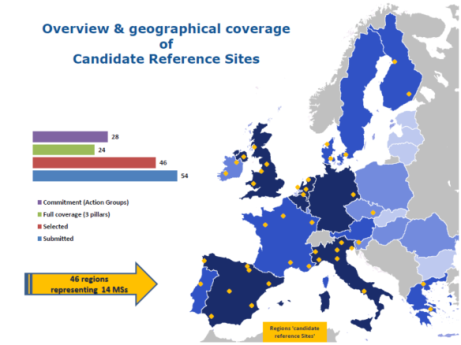 Overview & geographical coverage
of
Candidate Reference Sites
28
24
46
54
Commitment (Action Groups)
Full coverage (3 pillars)
Selected
Submitted
46 regions
representing 14 MSs
Regions 'candidate
reference Sites'